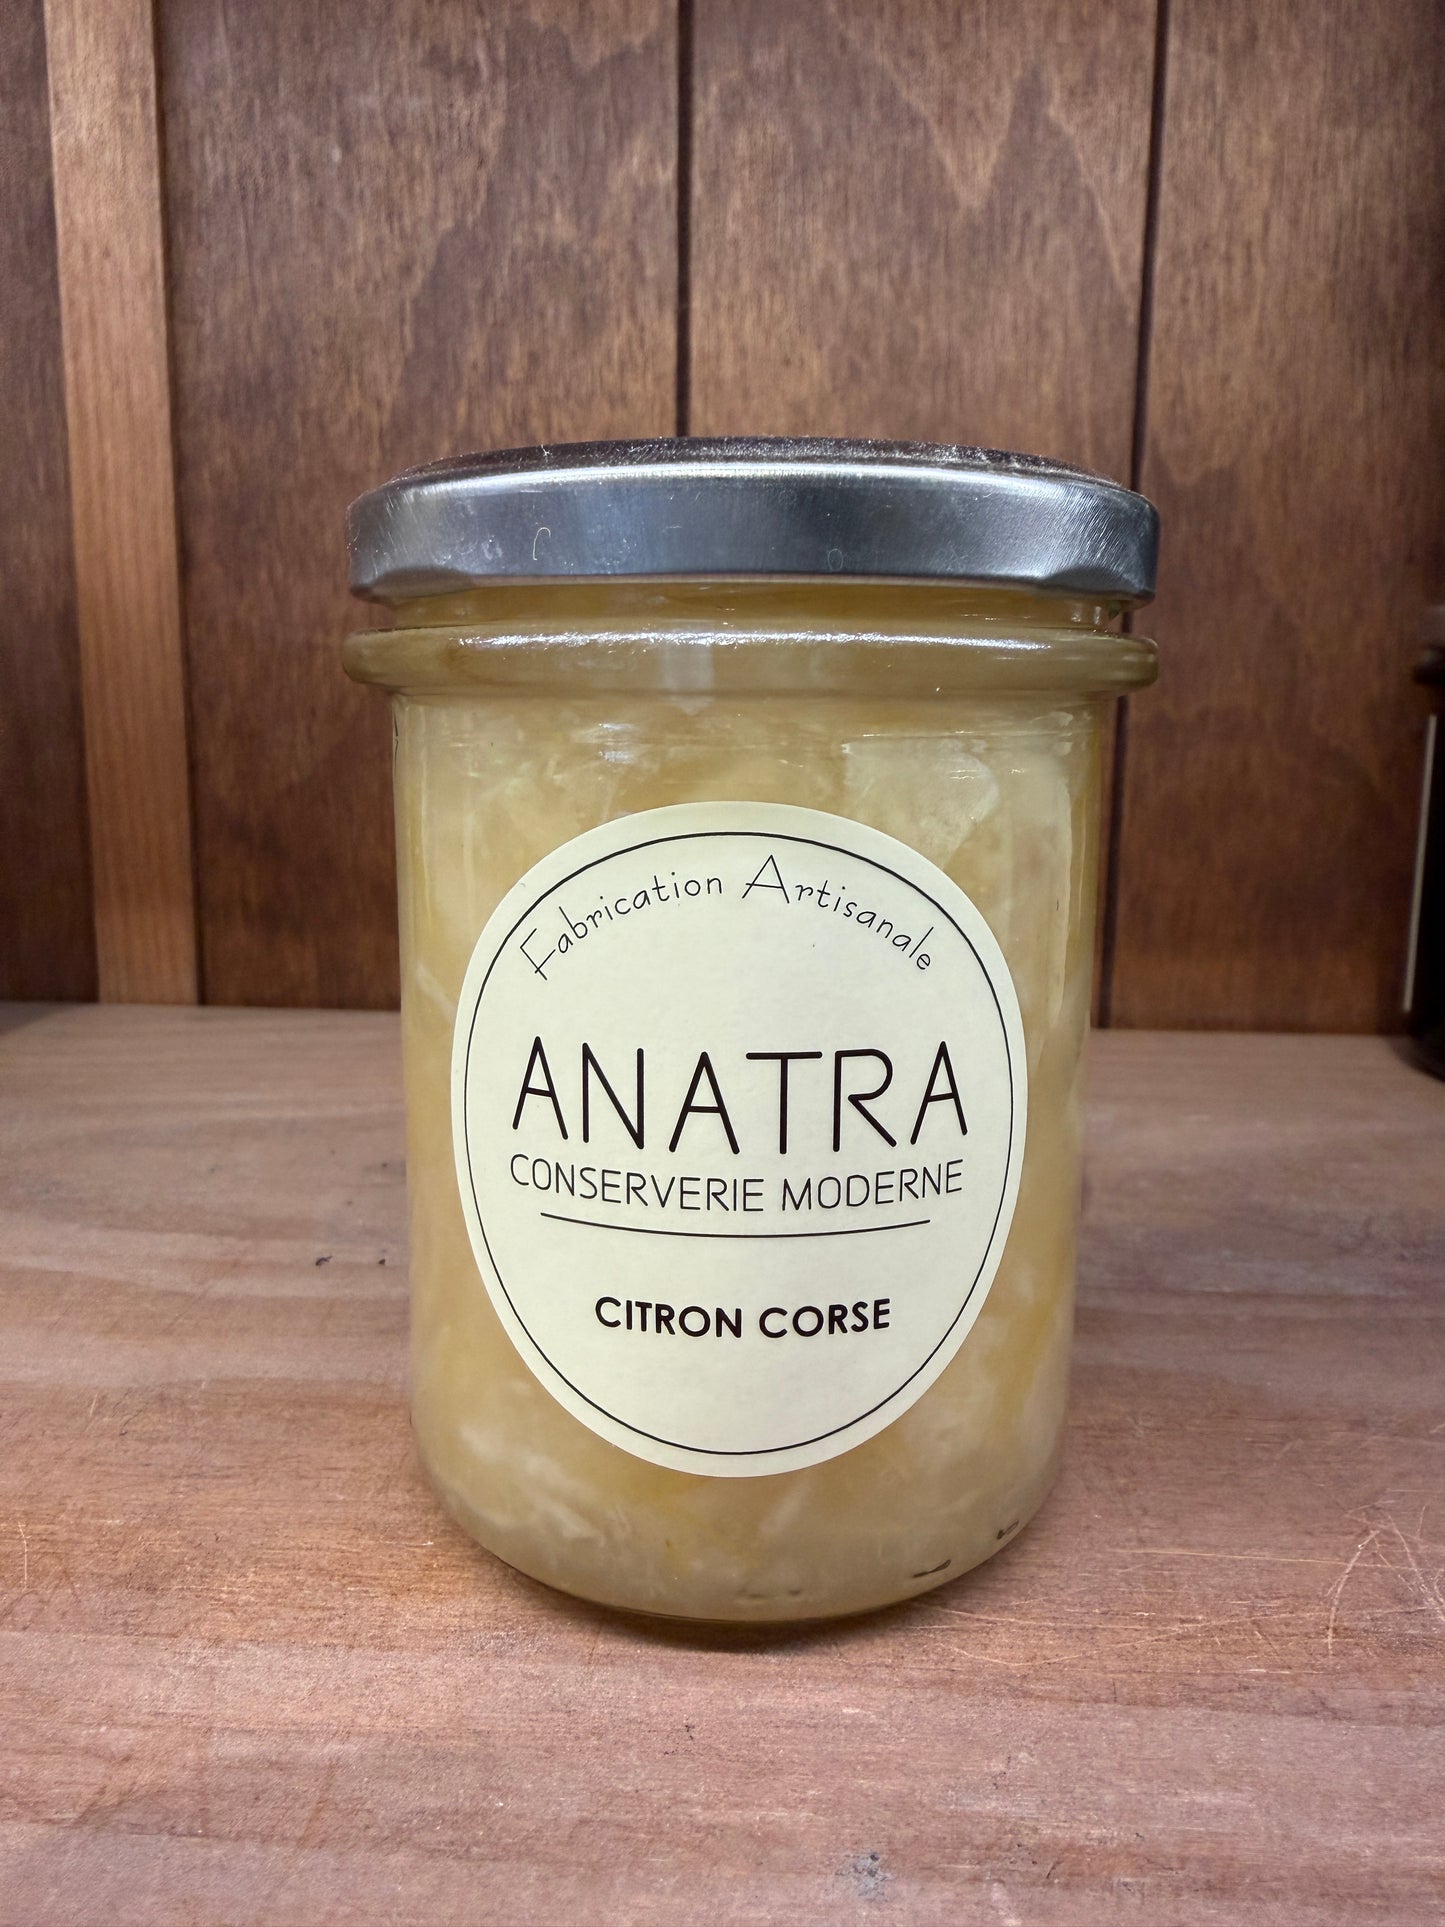 Fabrication Artisanale
ANATRA
CONSERVERIE MODERNE
CITRON CORSE